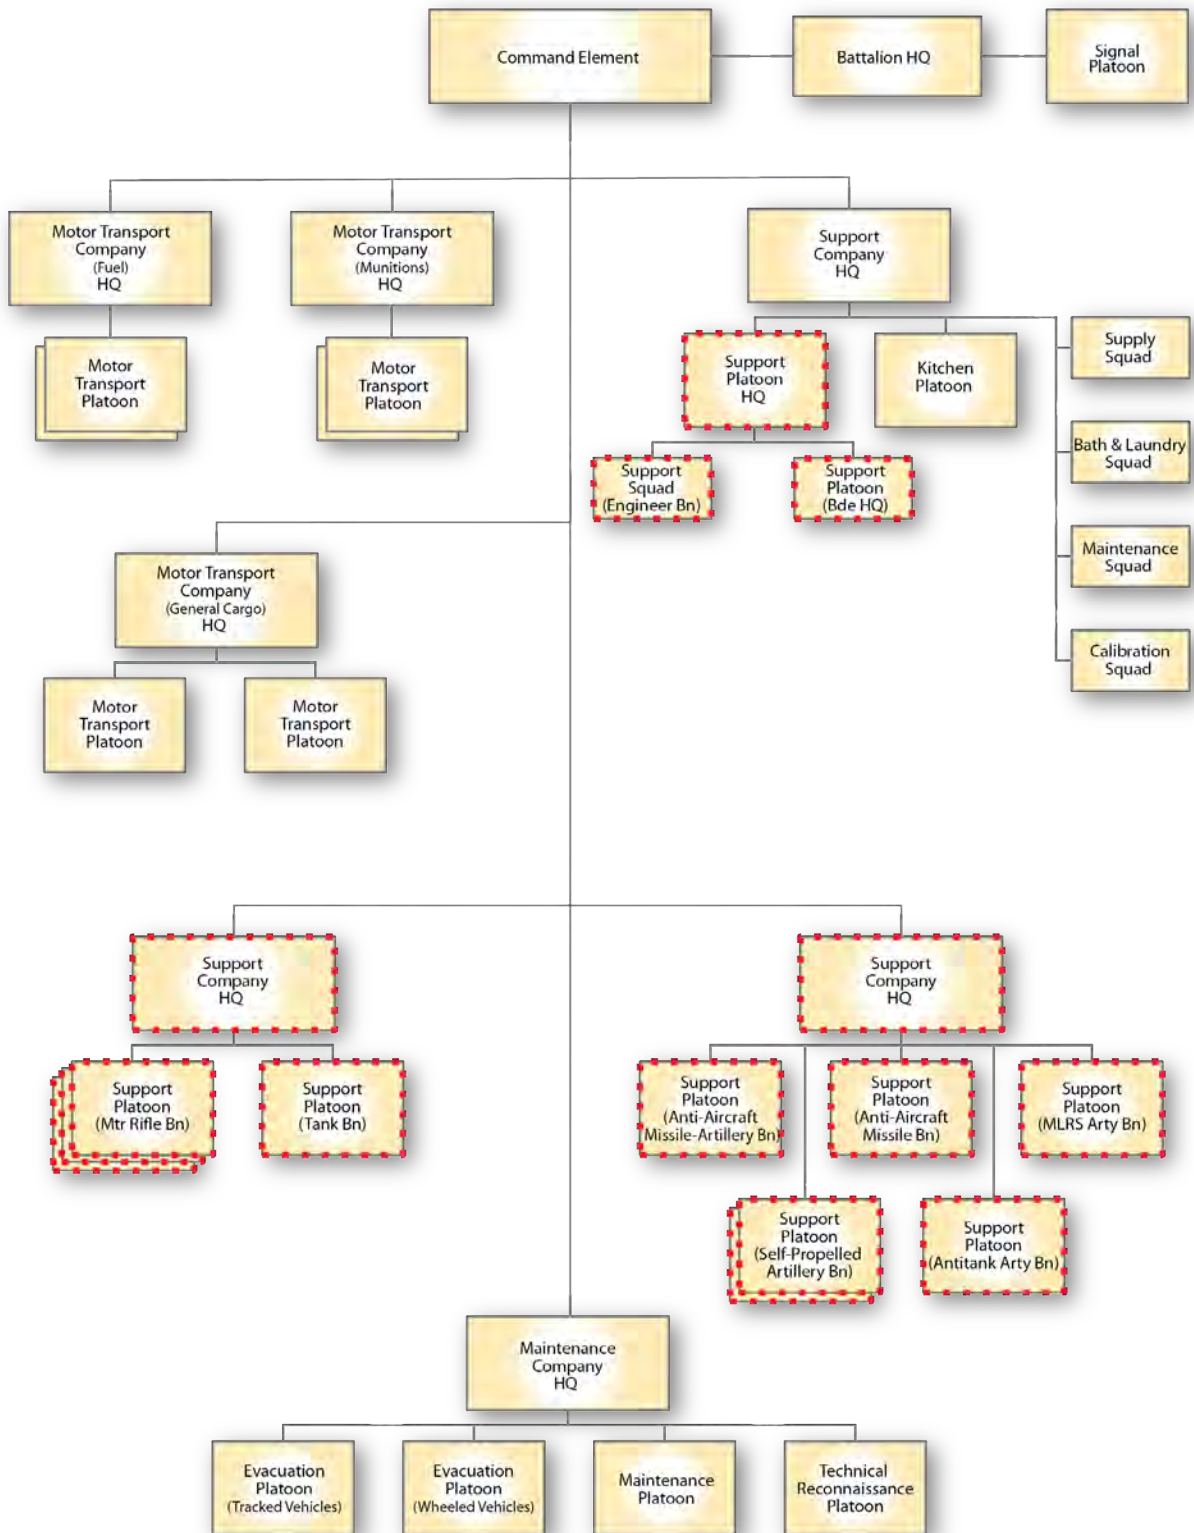 Command Element
Battalion HQ
Signal
Platoon
Motor Transport
Company
(Fuel)
HQ
Motor Transport
Company
(Munitions)
HQ
Support
Company
HQ
Motor
Transport
Platoon
Motor
Transport
Platoon
Support
Platoon
HQ
Kitchen
Platoon
Supply
Squad
Bath & Laundry
Squad
Maintenance
Squad
Calibration
Squad
Support
Squad
(Engineer Bn)
Support
Platoon
(Bde HQ)
Motor Transport
Company
(General Cargo)
HQ
Motor
Transport
Platoon
Motor
Transport
Platoon
Support
Company
HQ
Support
Company
HQ
Support
Platoon
(Mtr Rifle Bn)
Support
Platoon
(Tank Bn)
Support
Platoon
(Anti-Aircraft
Missile-Artillery Bn)
Support
Platoon
(Anti-Aircraft
Missile Bn)
Support
Platoon
(MLRS Arty Bn)
Support
Platoon
(Self-Propelled
Artillery Bn)
Support
Platoon
(Antitank Arty Bn)
Maintenance
Company
HQ
Evacuation
Platoon
(Tracked Vehicles)
Evacuation
Platoon
(Wheeled Vehicles)
Maintenance
Platoon
Technical
Reconnaissance
Platoon